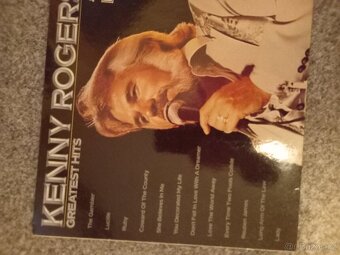 KENNY ROGERS
GREATEST HITS
The Gambler
Lucille
Ruby
Coward Of The County
She Believes In Me
You Decorated My Life
Don't Fall In Love With A Dreamer
Love The World Away
Every Time Two Fools Collide
Reuben James
Long Arm Of The Law
Lady